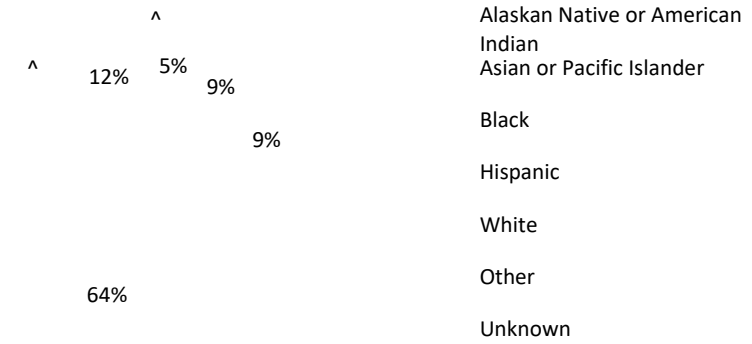 ^
^
12%
5%
9%
9%
64%
Alaskan Native or American
Indian
Asian or Pacific Islander
Black
Hispanic
White
Other
Unknown